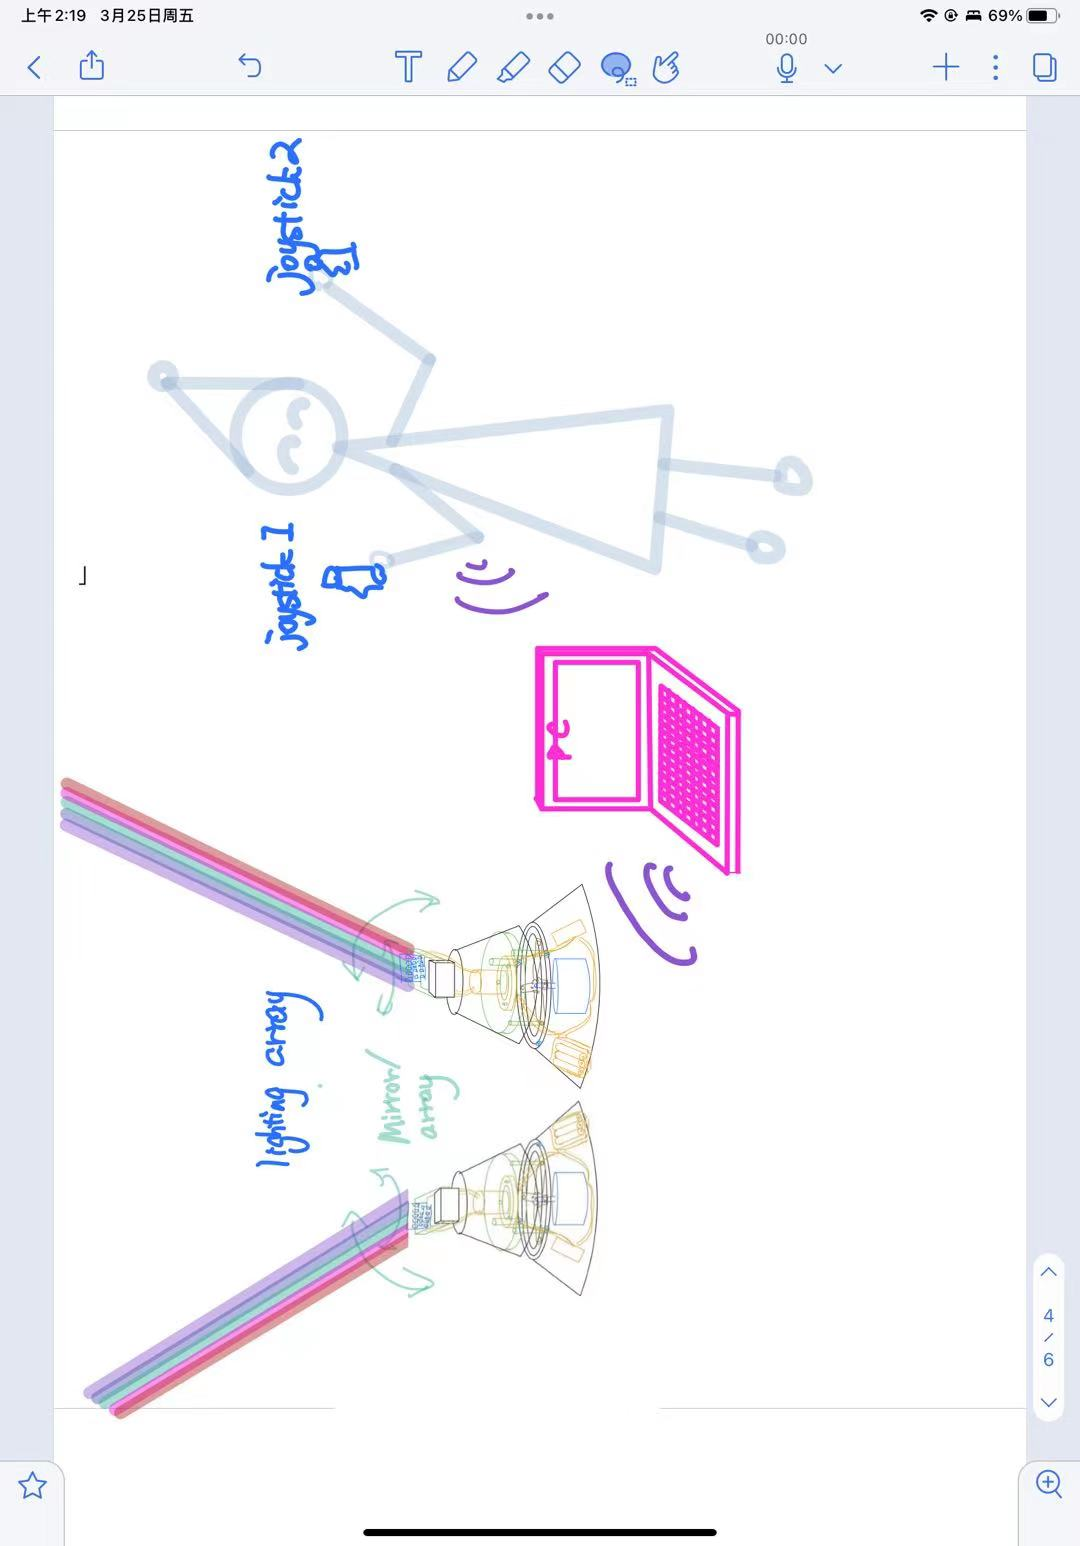 上午2:19 3月25日周五
69%
00:00
joystick2
joystick 1
PC
lighting array
Mirror/
array
4
/
6